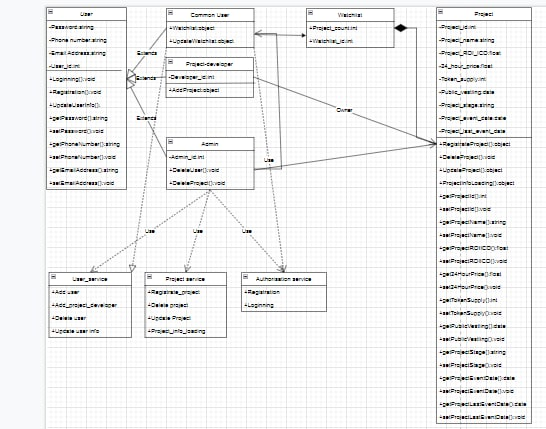 User
-Password:string
-Phone number:string
-Email Address:string
-User_id:int
+Loginning():void
+Registration():void
+UpdateUserInfo():
+getPassword():string
+setPassword():void
+getPhoneNumber():string
+setPhoneNumber():void
+getEmailAddress():string
+setEmailAddress():void
Extends
Extends
Extends
Common User
+Watchlist:object
+UpdateWatchlist:object
Project-developer
-Developer_id:int
+AddProject:object
Admin
-Admin_id:int
+DeleteUser():void
+DeleteProject():void
Watchlist
+Project_count:int
+Watchlist_id:int
Owner
Use
Use
Use
Use
Project
-Project_id:int
-Project_name:string
-Project_ROI_ICO:float
-24_hour_price:float
-Token_supply:int
-Public_vesting:date
-Project_stage:string
-Project_event_date:date
-Project_last_event_date
+RegistrateProject():object
+DeleteProject():void
+UpdateProject():object
+ProjectInfoLoading():object
+getProjectId():int
+setProjectId():void
+getProjectName():string
+setProjectName():void
+getProjectROIICO():float
+setProjectROIICO():void
+get24HourPrice():float
+set24HourPrice():void
+getTokenSupply():int
+setTokenSupply():void
+getPublicVesting():date
+setPublicVesting():void
+getProjectStage():string
+setProjectStage():void
+getProjectEventDate():date
+setProjectEventDate():void
+getProjectLastEventDate():date
+setProjectLastEventDate():void
User_service
+Add user
+Add_project_developer
+Delete user
+Update user info
Project service
+Registrate_project
+Delete project
+Update Project
+Project_info_loading
Authorisation service
+Registration
+Loginning